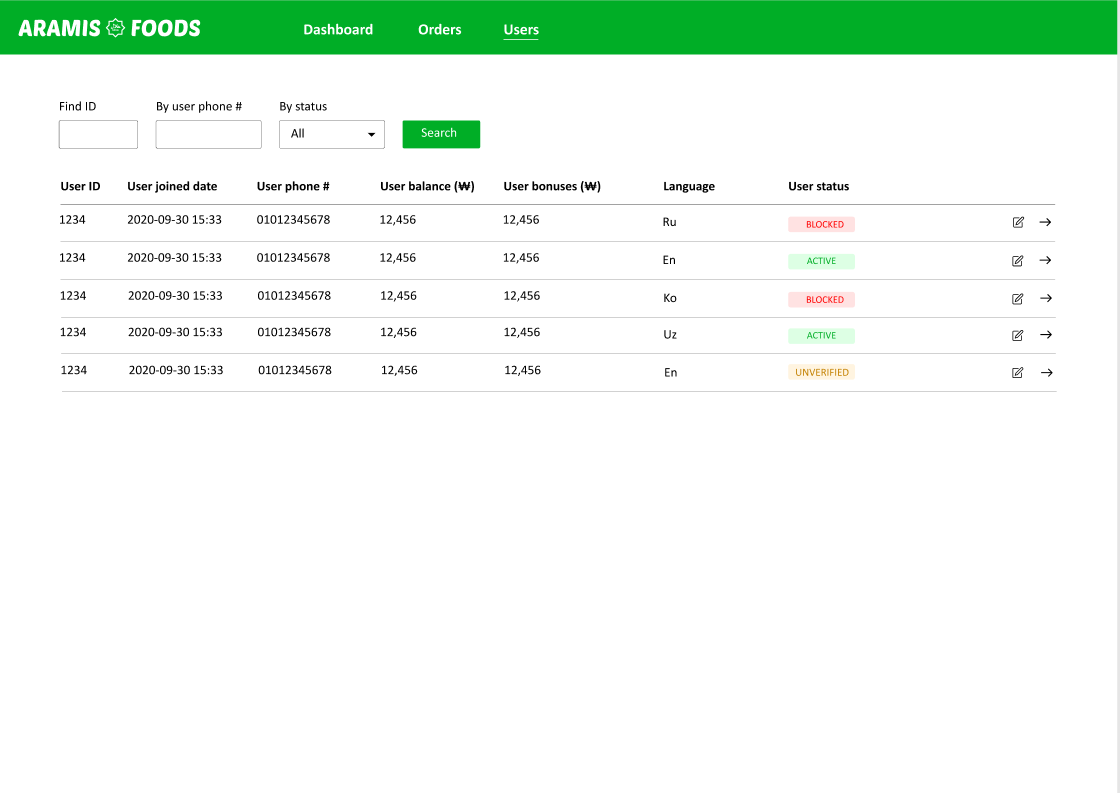 ARAMIS FOODS Dashboard Orders Users
Find ID By user phone # By status
All Search
User ID User joined date User phone # User balance (₩) User bonuses (₩) Language User status
1234 2020-09-30 15:33 01012345678 12,456 12,456 Ru BLOCKED
1234 2020-09-30 15:33 01012345678 12,456 12,456 En ACTIVE
1234 2020-09-30 15:33 01012345678 12,456 12,456 Ko BLOCKED
1234 2020-09-30 15:33 01012345678 12,456 12,456 Uz ACTIVE
1234 2020-09-30 15:33 01012345678 12,456 12,456 En UNVERIFIED